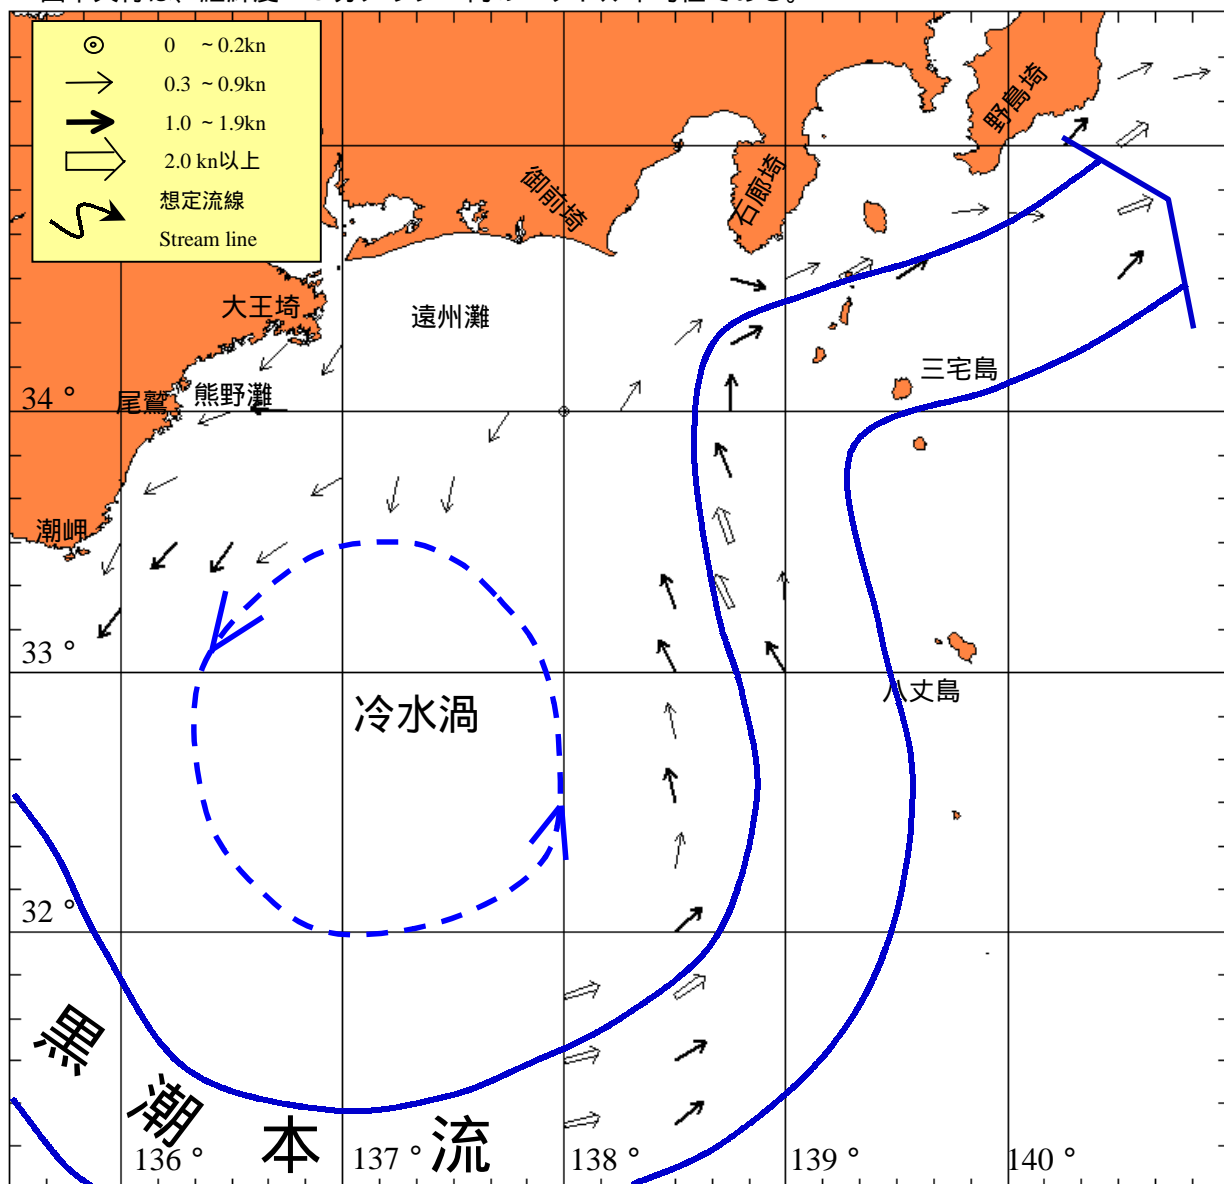 0 ~0.2kn
0.3 ~0.9kn
1.0 ~1.9kn
2.0 kn以上
想定流線
Stream line
野島埼
石廊埼
御前埼
大王埼
遠州灘
熊野灘
尾鷲
三宅島
34°
潮岬
33°
八丈島
冷水渦
32°
黒潮本流
136°
137°
138°
139°
140°